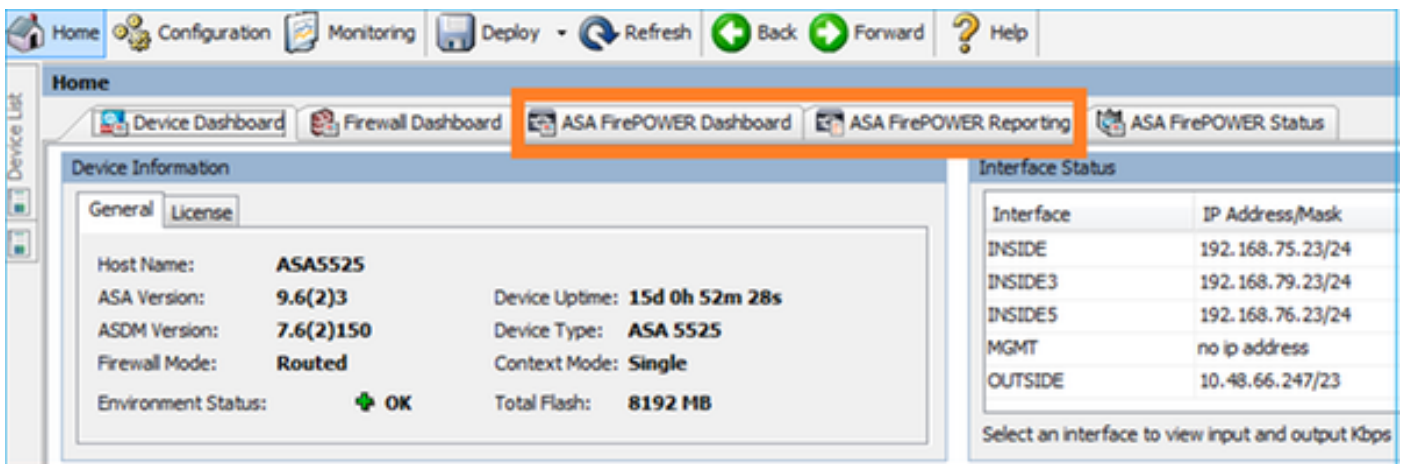 Home Configuration Monitoring Deploy Refresh Back Forward Help
Device List
Home
Device Dashboard Firewall Dashboard ASA FirePOWER Dashboard ASA FirePOWER Reporting ASA FirePOWER Status
Device Information
General License
Host Name: ASA5525
ASA Version: 9.6(2)3 Device Uptime: 15d 0h 52m 28s
ASDM Version: 7.6(2)150 Device Type: ASA 5525
Firewall Mode: Routed Context Mode: Single
Environment Status: OK Total Flash: 8192 MB
Interface Status
Interface IP Address/Mask
INSIDE 192.168.75.23/24
INSIDE3 192.168.79.23/24
INSIDE5 192.168.76.23/24
MGMT no ip address
OUTSIDE 10.48.66.247/23
Select an interface to view input and output Kbps